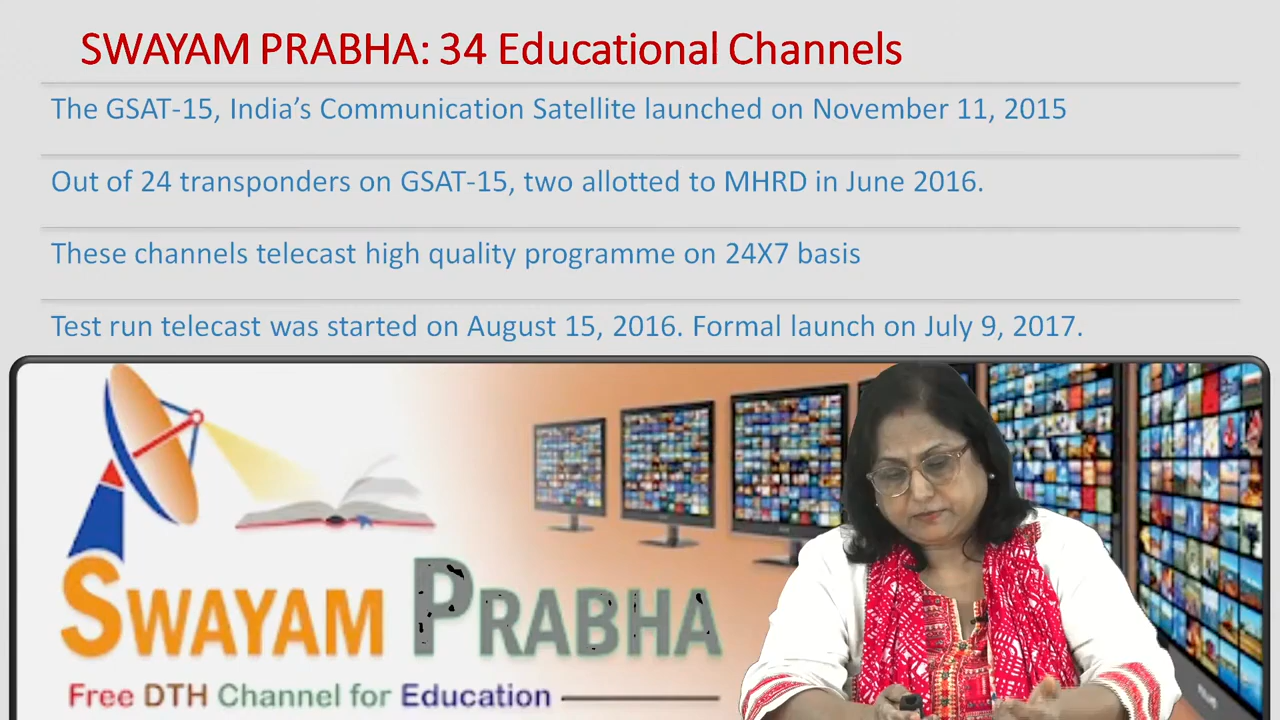 SWAYAM PRABHA: 34 Educational Channels
The GSAT-15, India’s Communication Satellite launched on November 11, 2015
Out of 24 transponders on GSAT-15, two allotted to MHRD in June 2016.
These channels telecast high quality programme on 24X7 basis
Test run telecast was started on August 15, 2016. Formal launch on July 9, 2017.
SWAYAM PRABHA
Free DTH Channel for Education